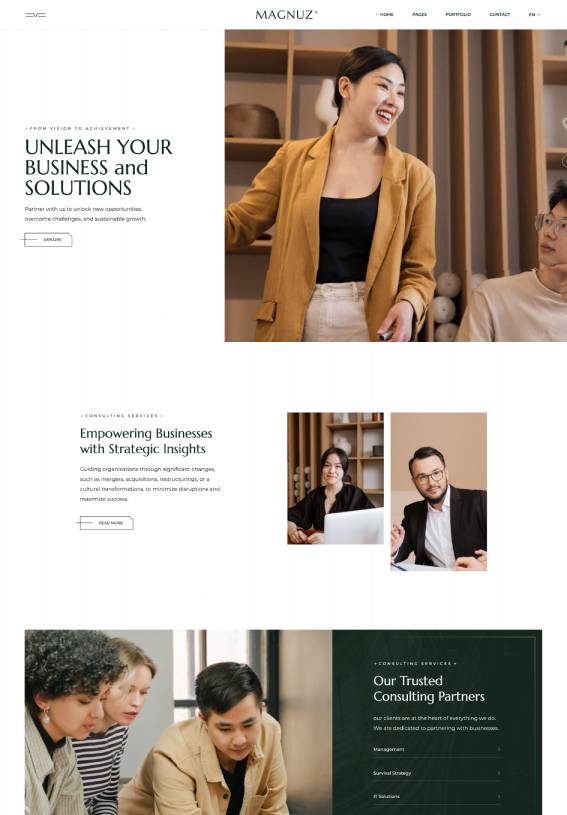 MAGNUZ®
HOME PAGES PORTFOLIO CONTACT EN
FROM VISION TO ACHIEVEMENT
UNLEASH YOUR
BUSINESS and
SOLUTIONS
Partner with us to unlock new opportunities,
overcome challenges, and sustainable growth.
EXPLORE
CONSULTING SERVICES
Empowering Businesses
with Strategic Insights
Guiding organizations through significant changes,
such as mergers, acquisitions, restructurings, or a
cultural transformations, to minimize disruptions and
maximize success.
READ MORE
CONSULTING SERVICES
Our Trusted
Consulting Partners
our clients are at the heart of everything we do.
We are dedicated to partnering with businesses.
Management
Survival Strategy
IT Solutions